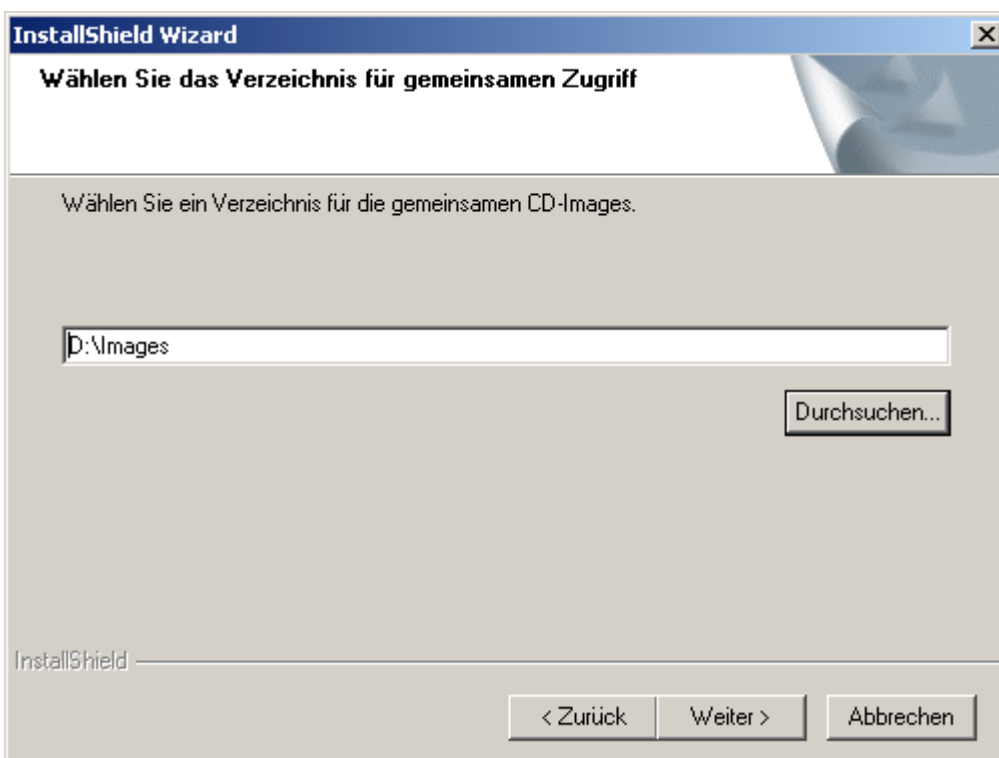 InstallShield Wizard
Wählen Sie das Verzeichnis für gemeinsamen Zugriff
Wählen Sie ein Verzeichnis für die gemeinsamen CD-Images.
D:\Images
Durchsuchen...
InstallShield
< Zurück Weiter > Abbrechen